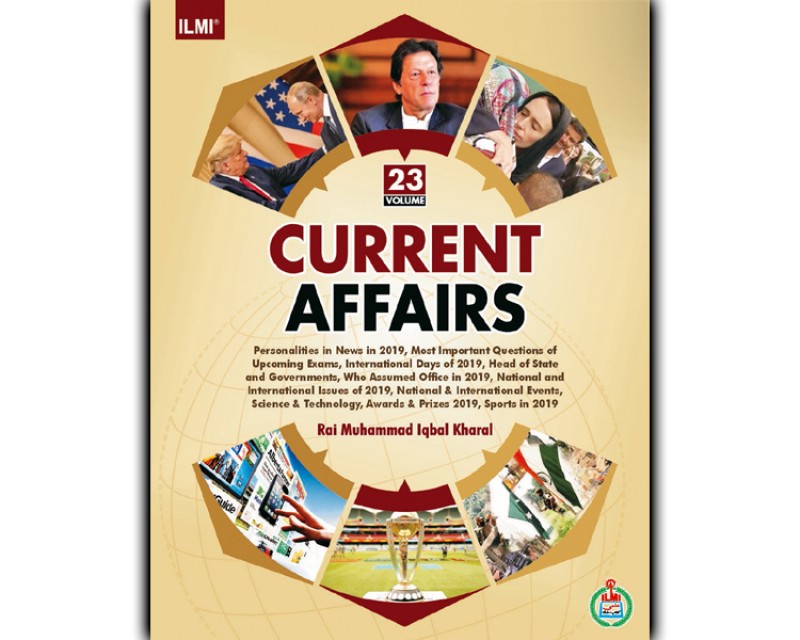 ILMI®
23
VOLUME
CURRENT
AFFAIRS
Personalities in News in 2019, Most Important Questions of
Upcoming Exams, International Days of 2019, Head of State
and Governments, Who Assumed Office in 2019, National and
International Issues of 2019, National & International Events,
Science & Technology, Awards & Prizes 2019, Sports in 2019
Rai Muhammad Iqbal Kharal
Guide
ILMI